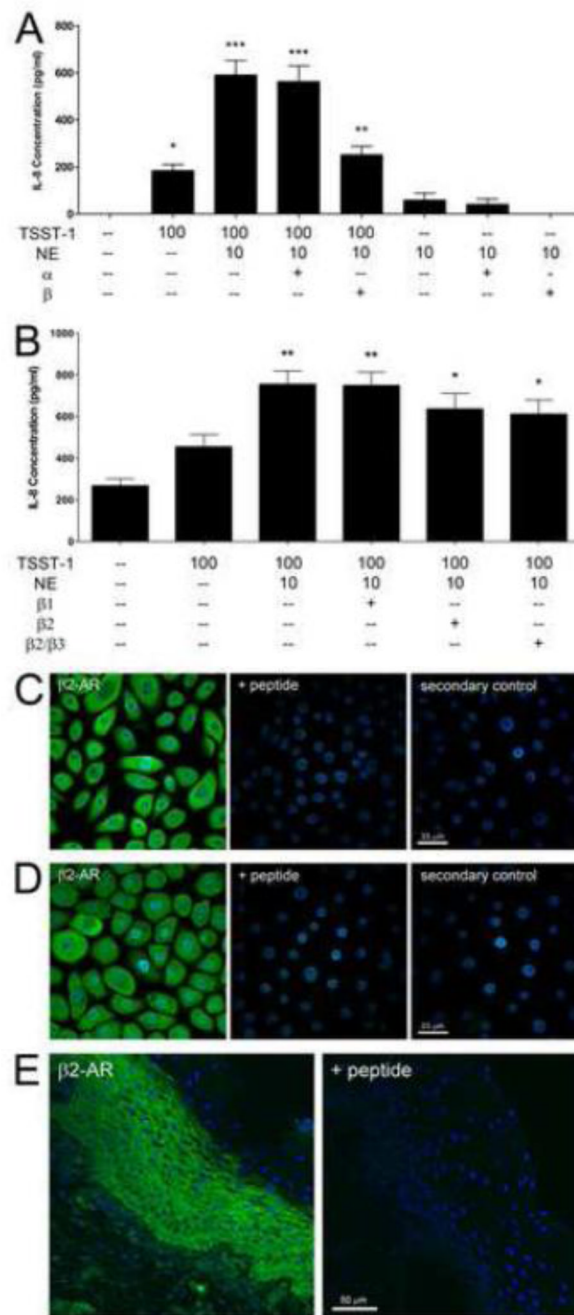 A
IL-8 Concentration (pg/ml)
800
600
400
200
0
* *** *** **
TSST-1 -- 100 100 100 100 -- -- --
NE -- -- 10 10 10 10 10 10
α -- -- -- + -- -- + -
β -- -- -- -- + -- -- +
B
IL-8 Concentration (pg/ml)
1000
800
600
400
200
0
** ** * *
TSST-1 -- 100 100 100 100 100
NE -- -- 10 10 10 10
β1 -- -- -- + -- --
β2 -- -- -- -- + --
β2/β3 -- -- -- -- -- +
C
β2-AR + peptide secondary control
D
β2-AR + peptide secondary control
E
β2-AR + peptide
50 μm